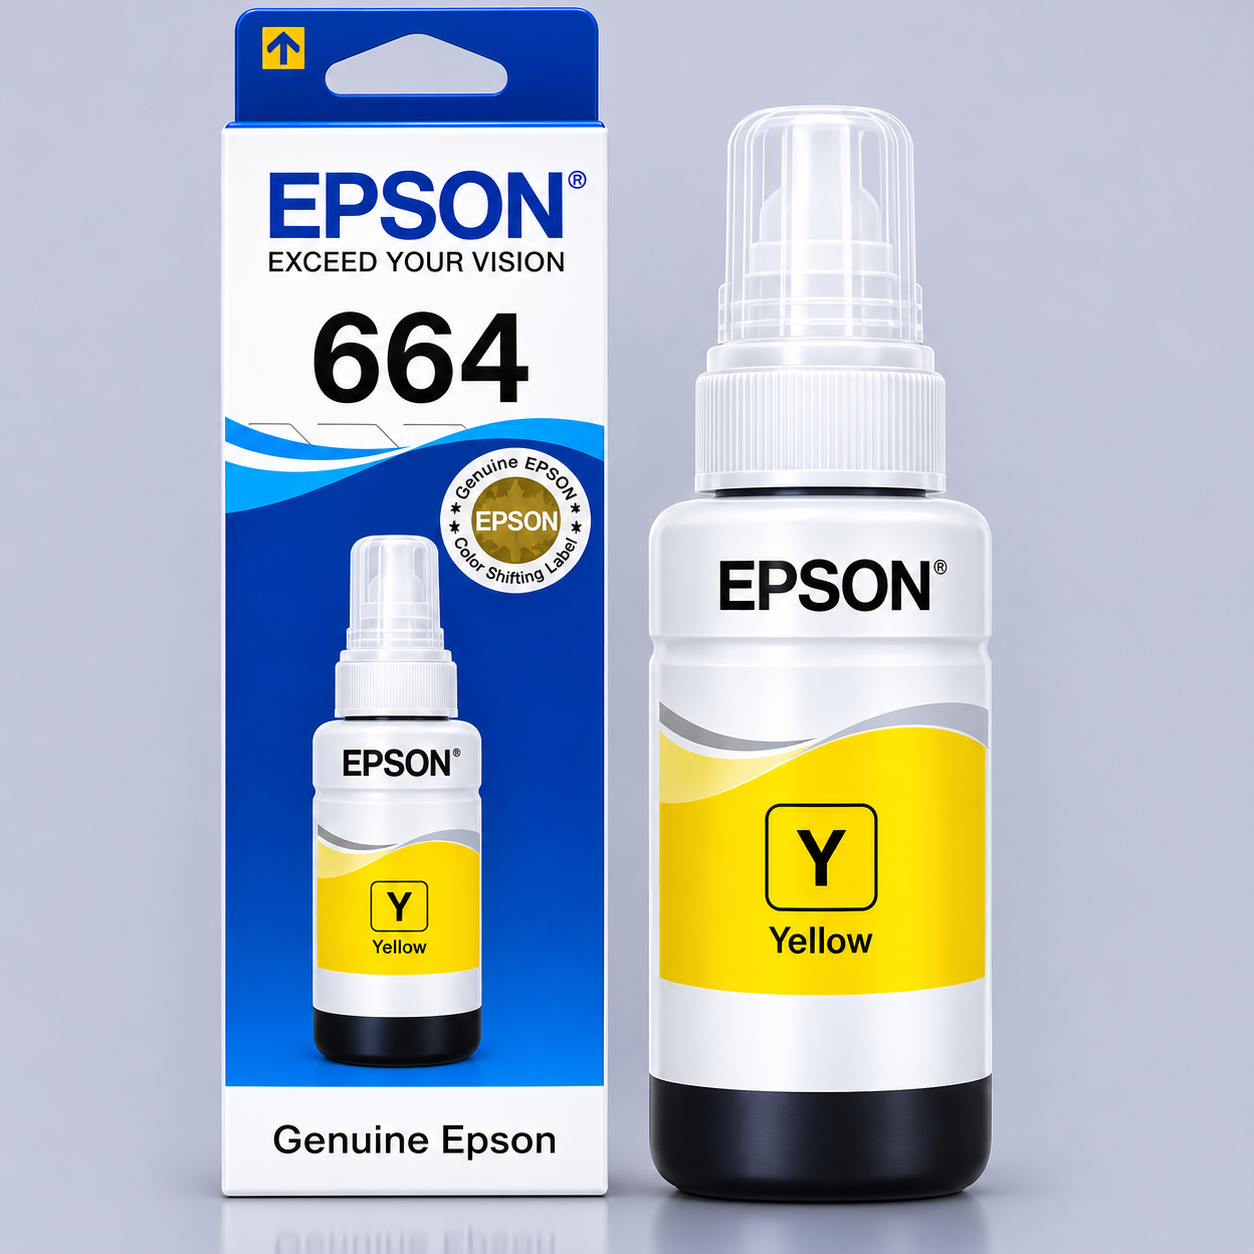 EPSON®
EXCEED YOUR VISION
664
Genuine EPSON
EPSON
Color Shifting Label
EPSON®
Y
Yellow
Genuine Epson
EPSON®
Y
Yellow